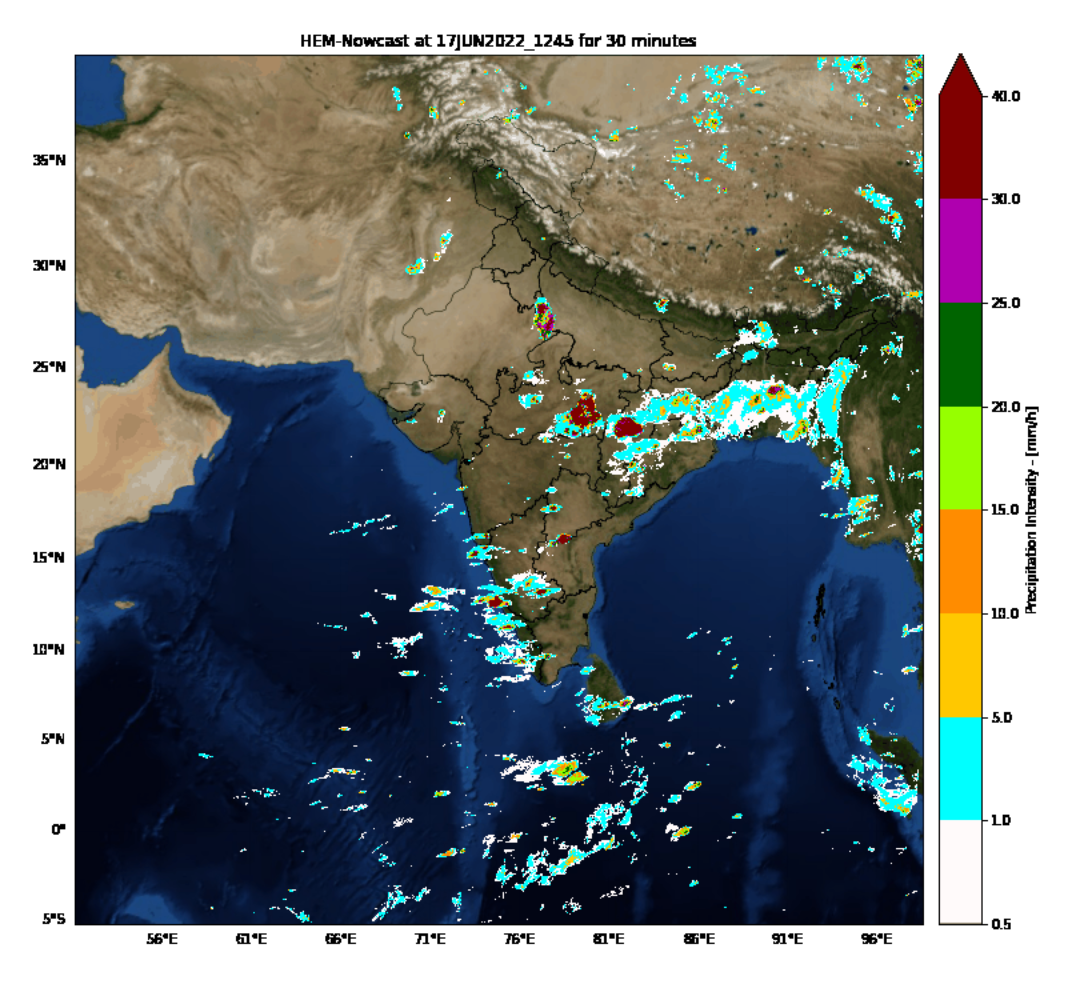 HEM-Nowcast at 17JUN2022_1245 for 30 minutes
40.0
30.0
25.0
20.0
15.0
10.0
5.0
1.0
0.5
Precipitation Intensity - [mm/h]
35°N
30°N
25°N
20°N
15°N
10°N
5°N
0°
5°S
56°E 61°E 66°E 71°E 76°E 81°E 86°E 91°E 96°E